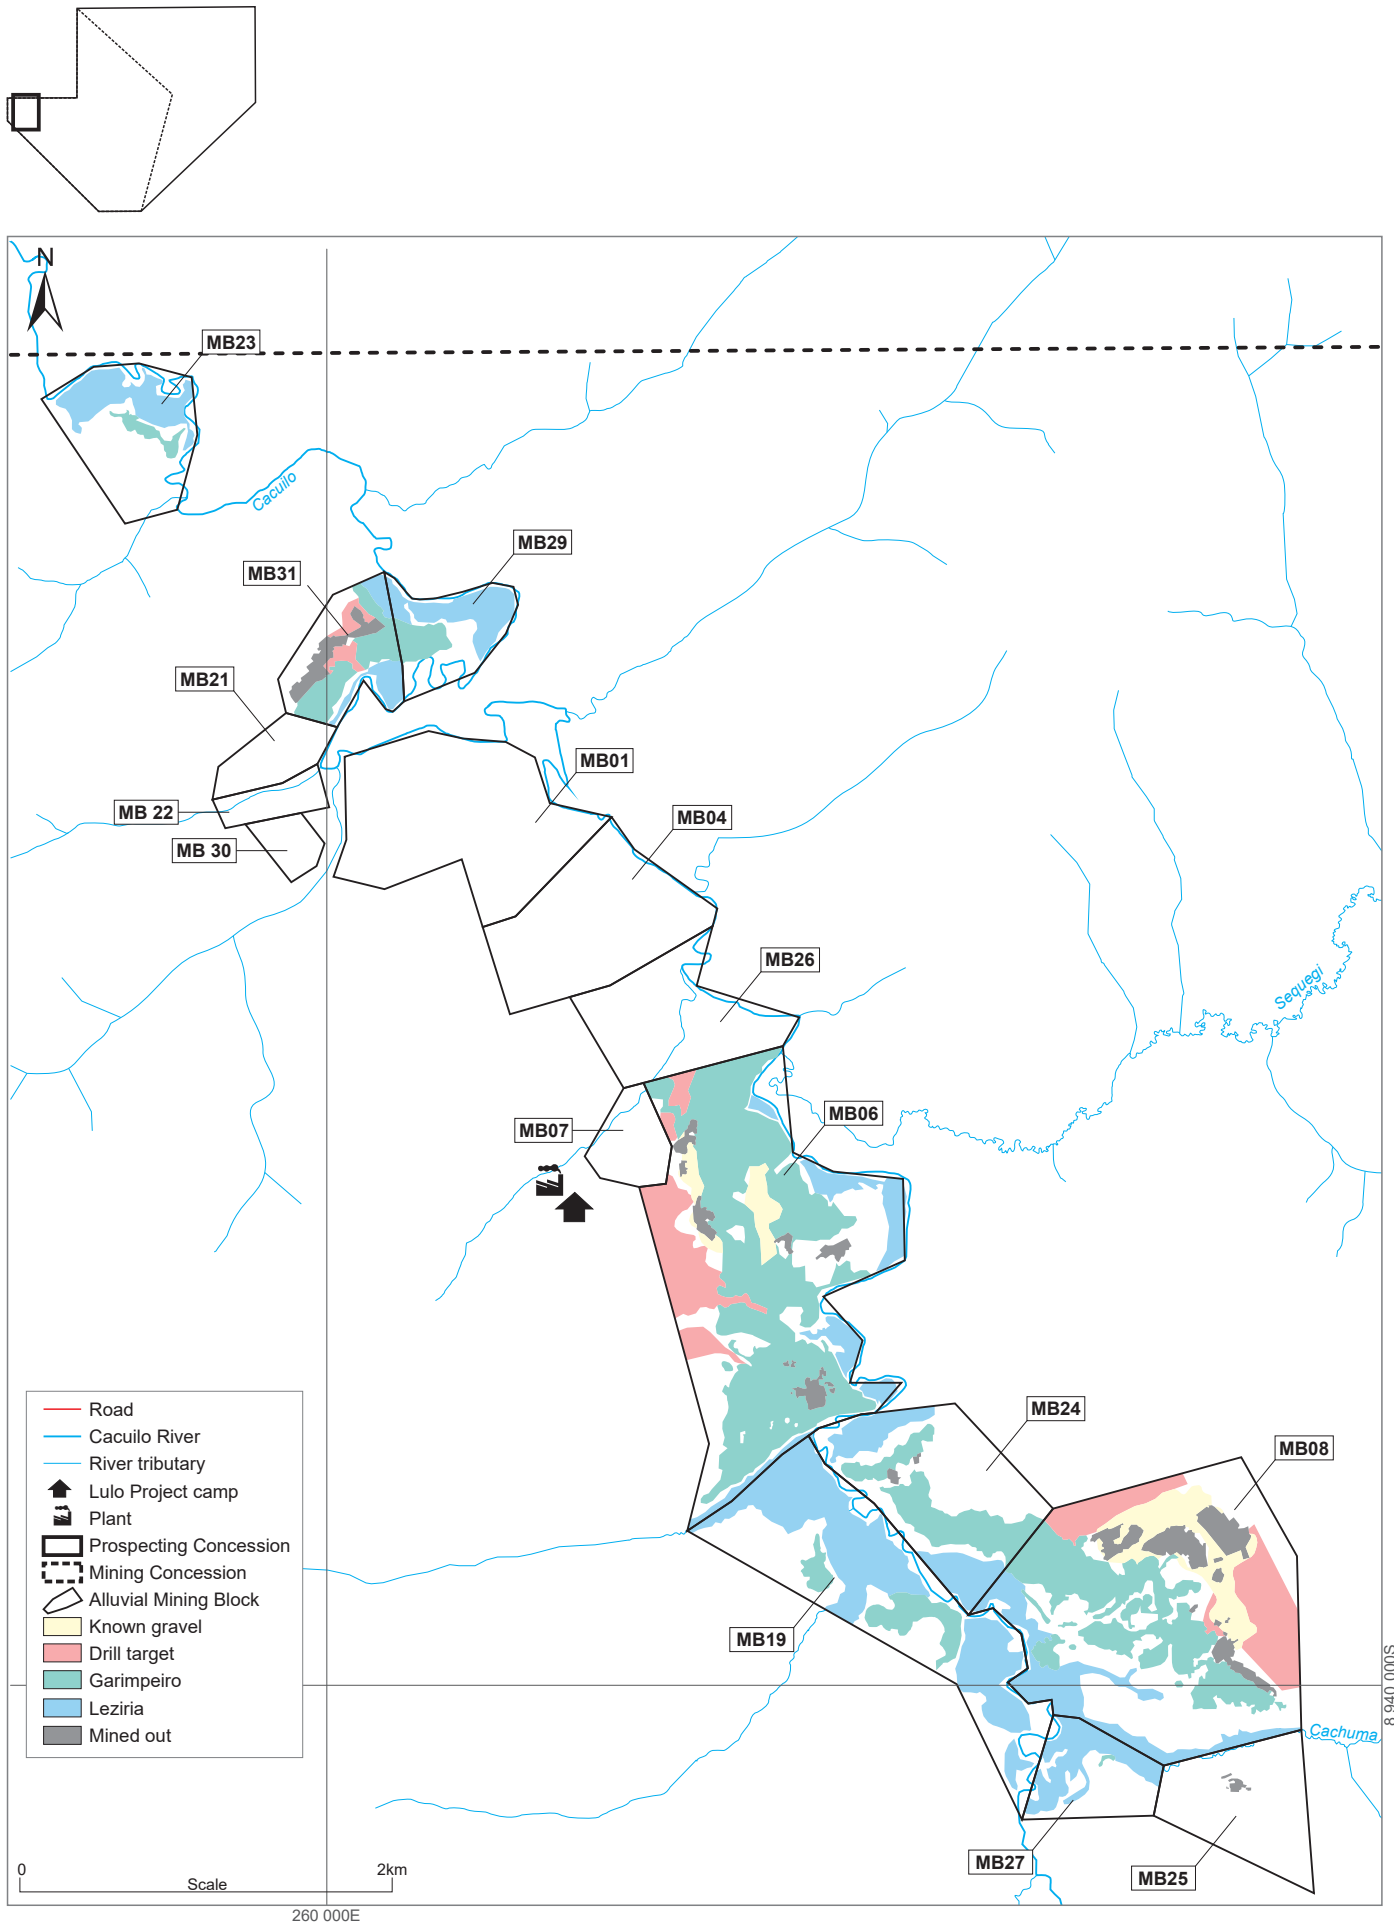 N
MB23
Cacuilo
MB29
MB31
MB21
MB01
MB 22
MB04
MB 30
MB26
Sequegi
MB06
MB07
MB24
MB08
Road
Cacuilo River
River tributary
Lulo Project camp
Plant
Prospecting Concession
Mining Concession
Alluvial Mining Block
Known gravel
Drill target
Garimpeiro
Leziria
Mined out
MB19
8 940 000S
Cachuma
MB27
MB25
0
2km
Scale
260 000E